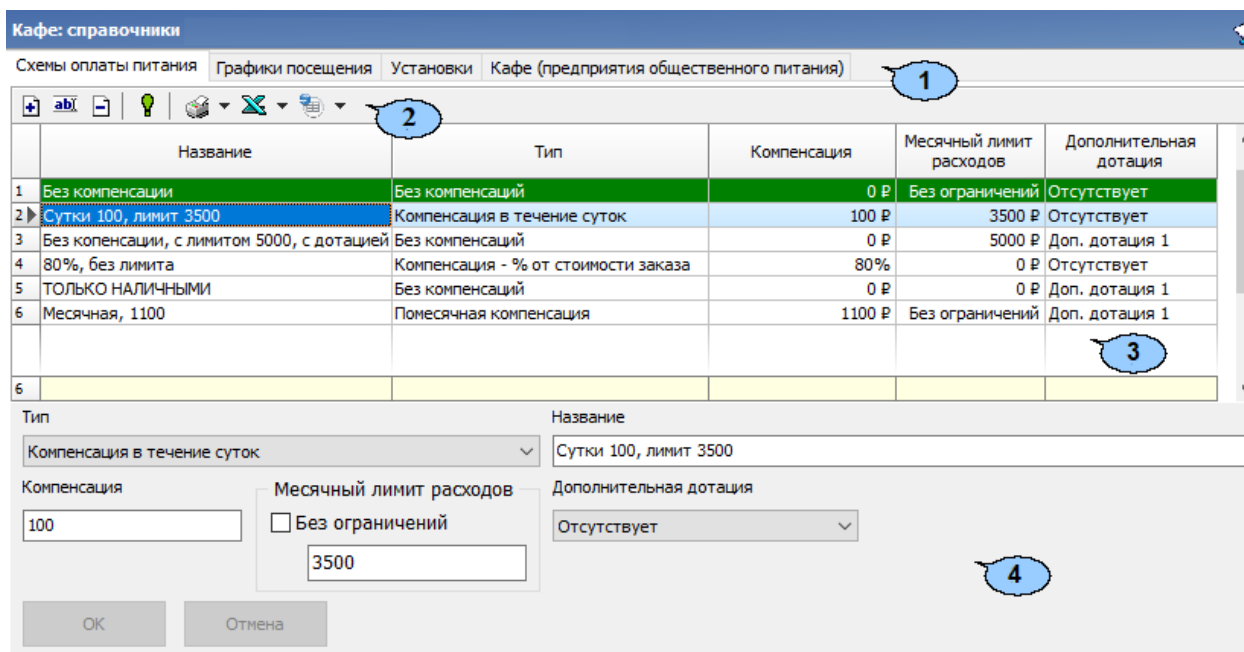 Кафе: справочники
Схемы оплаты питания Графики посещения Установки Кафе (предприятия общественного питания)
1
abI
2
Название Тип Компенсация Месячный лимит расходов Дополнительная дотация
1 Без компенсации Без компенсаций 0 ₽ Без ограничений Отсутствует
2 Сутки 100, лимит 3500 Компенсация в течение суток 100 ₽ 3500 ₽ Отсутствует
3 Без копенсации, с лимитом 5000, с дотацией Без компенсаций 0 ₽ 5000 ₽ Доп. дотация 1
4 80%, без лимита Компенсация - % от стоимости заказа 80% 0 ₽ Отсутствует
5 ТОЛЬКО НАЛИЧНЫМИ Без компенсаций 0 ₽ 0 ₽ Доп. дотация 1
6 Месячная, 1100 Помесячная компенсация 1100 ₽ Без ограничений Доп. дотация 1
3
6
Тип Название
Компенсация в течение суток Сутки 100, лимит 3500
Компенсация Месячный лимит расходов Дополнительная дотация
100 Без ограничений Отсутствует
3500
4
OK Отмена